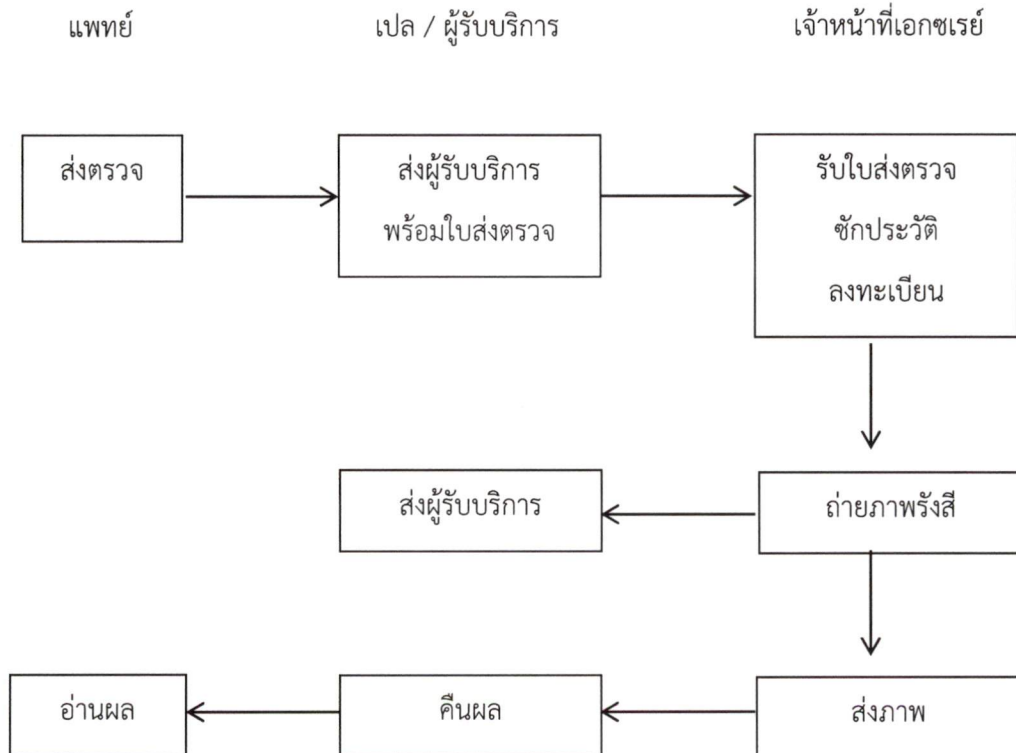 แพทย์
เปล / ผู้รับบริการ
เจ้าหน้าที่เอกซเรย์
ส่งตรวจ
ส่งผู้รับบริการ
พร้อมใบส่งตรวจ
รับใบส่งตรวจ
ซักประวัติ
ลงทะเบียน
ส่งผู้รับบริการ
ถ่ายภาพรังสี
อ่านผล
คืนผล
ส่งภาพ